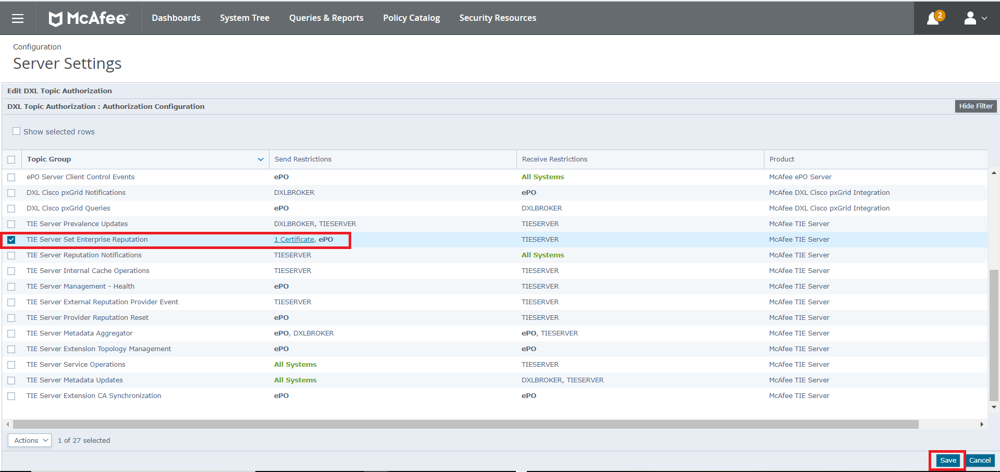 McAfee™ Dashboards System Tree Queries & Reports Policy Catalog Security Resources 2
Configuration
Server Settings
Edit DXL Topic Authorization
DXL Topic Authorization : Authorization Configuration Hide Filter
Show selected rows
Topic Group Send Restrictions Receive Restrictions Product
ePO Server Client Control Events ePO All Systems McAfee ePO Server
DXL Cisco pxGrid Notifications DXLBROKER ePO McAfee DXL Cisco pxGrid Integration
DXL Cisco pxGrid Queries ePO DXLBROKER McAfee DXL Cisco pxGrid Integration
TIE Server Prevalence Updates DXLBROKER, TIESERVER TIESERVER McAfee TIE Server
TIE Server Set Enterprise Reputation 1 Certificate, ePO TIESERVER McAfee TIE Server
TIE Server Reputation Notifications TIESERVER All Systems McAfee TIE Server
TIE Server Internal Cache Operations TIESERVER TIESERVER McAfee TIE Server
TIE Server Management - Health ePO TIESERVER McAfee TIE Server
TIE Server External Reputation Provider Event TIESERVER TIESERVER McAfee TIE Server
TIE Server Provider Reputation Reset ePO TIESERVER McAfee TIE Server
TIE Server Metadata Aggregator ePO, DXLBROKER ePO, TIESERVER McAfee TIE Server
TIE Server Extension Topology Management ePO ePO McAfee TIE Server
TIE Server Service Operations All Systems TIESERVER McAfee TIE Server
TIE Server Metadata Updates All Systems DXLBROKER, TIESERVER McAfee TIE Server
TIE Server Extension CA Synchronization ePO ePO McAfee TIE Server
Actions 1 of 27 selected
Save Cancel